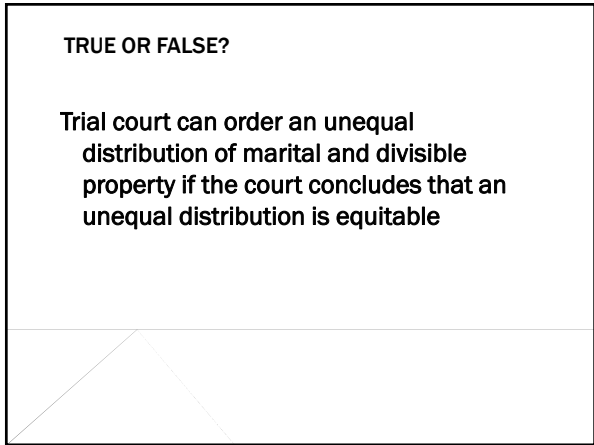 TRUE OR FALSE?
Trial court can order an unequal
distribution of marital and divisible
property if the court concludes that an
unequal distribution is equitable